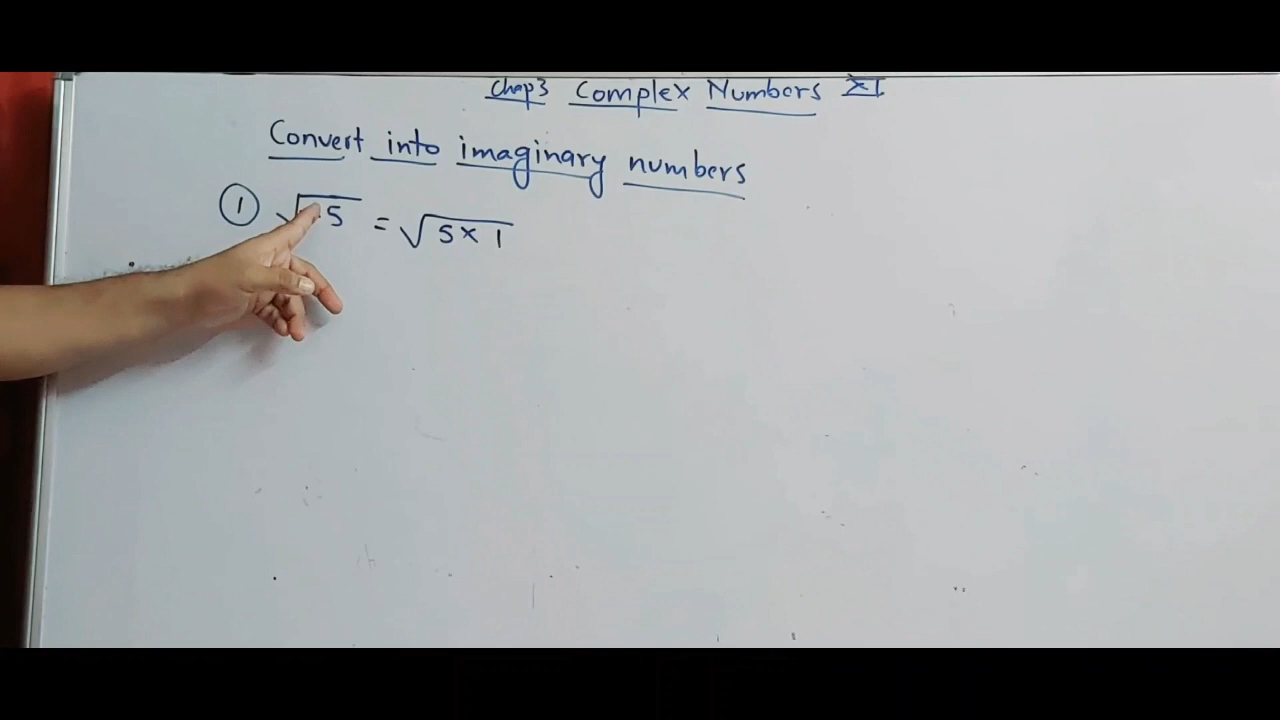 Chap 3 Complex Numbers XI
Convert into imaginary numbers
① √-5 = √5×1